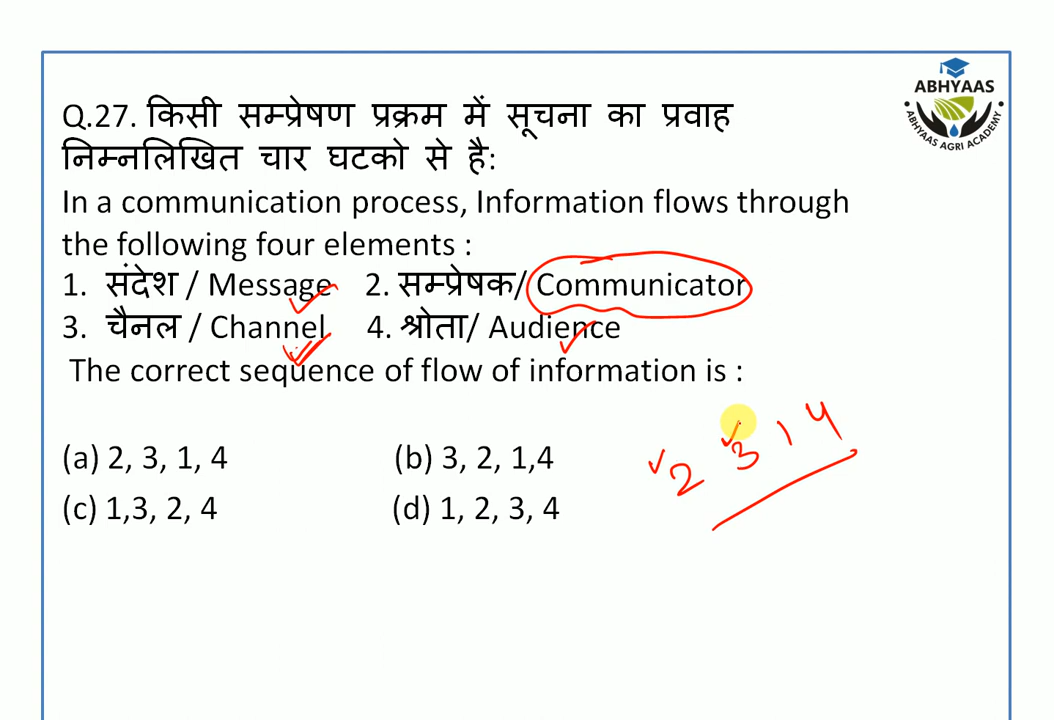 ABHYAAS
ABHYAAS AGRI ACADEMY
Q.27. किसी सम्प्रेषण प्रक्रम में सूचना का प्रवाह
निम्नलिखित चार घटको से है:
In a communication process, Information flows through
the following four elements :
1. संदेश / Message 2. सम्प्रेषक/ Communicator
3. चैनल / Channel 4. श्रोता/ Audience
The correct sequence of flow of information is :
2 3 1 4
(a) 2, 3, 1, 4 (b) 3, 2, 1,4
(c) 1,3, 2, 4 (d) 1, 2, 3, 4